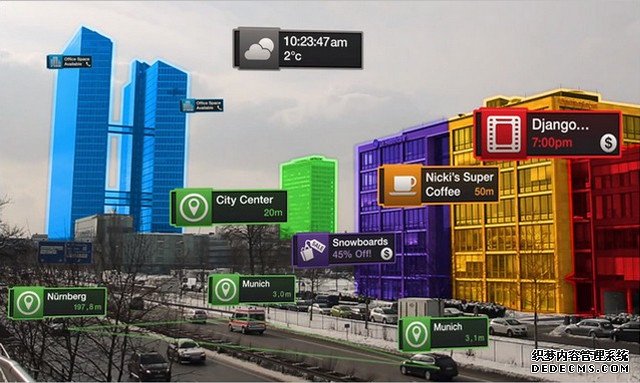 10:23:47am
2°c
Office Space
Available
Office Space
Available
Django...
7:00pm
$
Nicki's Super
Coffee 50m
City Center
20m
SALE
Snowboards
45% Off!
$
Munich
3,0m
Nürnberg
197,6m
Munich
3,1m
织梦内容管理系统
DEDECMS.COM